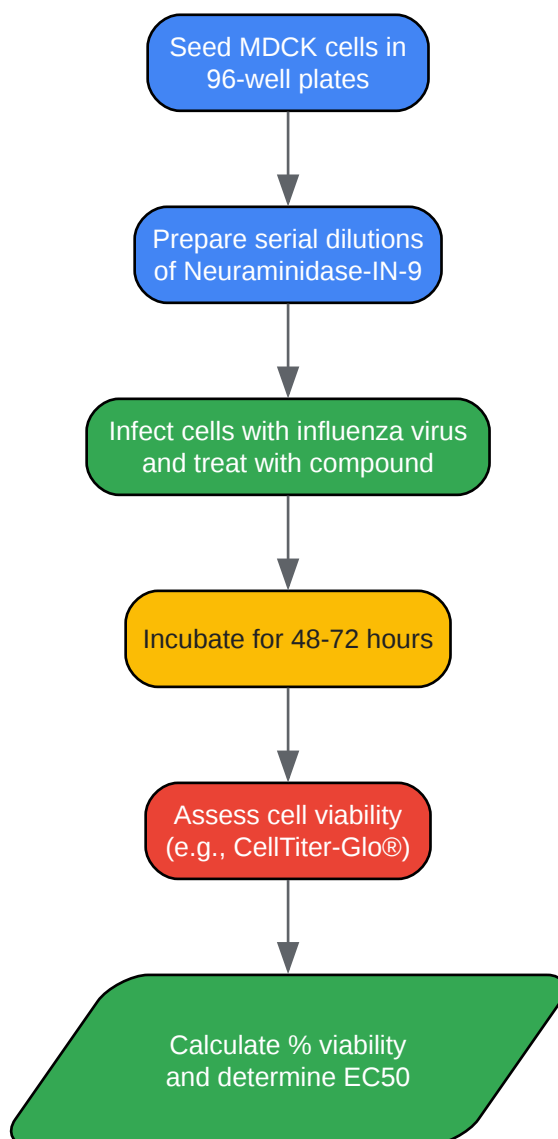 Seed MDCK cells in
96-well plates
Prepare serial dilutions
of Neuraminidase-IN-9
Infect cells with influenza virus
and treat with compound
Incubate for 48-72 hours
Assess cell viability
(e.g., CellTiter-Glo®)
Calculate % viability
and determine EC50